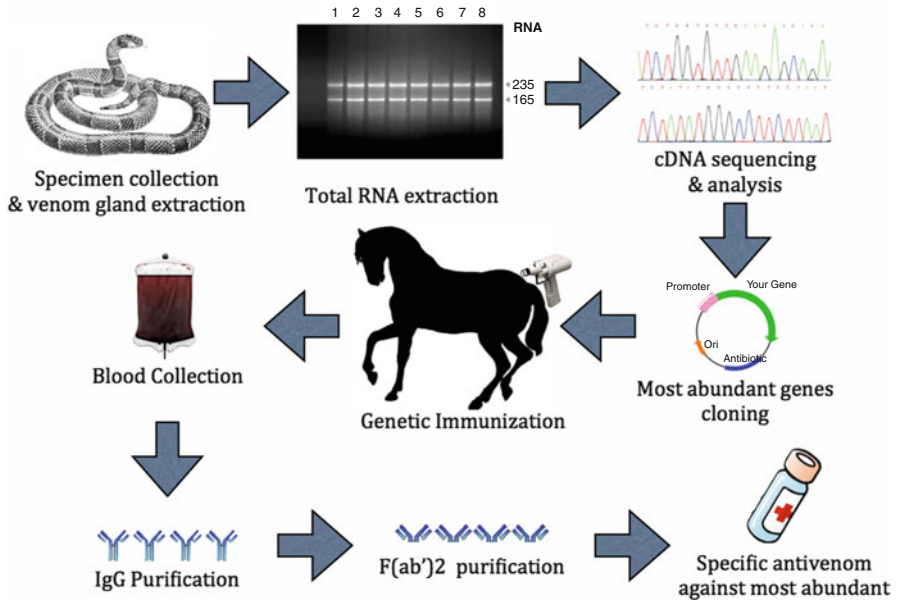 1 2 3 4 5 6 7 8
RNA
235
165
Specimen collection
& venom gland extraction
Total RNA extraction
cDNA sequencing
& analysis
Promoter
Your Gene
Ori
Antibiotic
Most abundant genes
cloning
Genetic Immunization
Blood Collection
IgG Purification
F(ab')2 purification
Specific antivenom
against most abundant